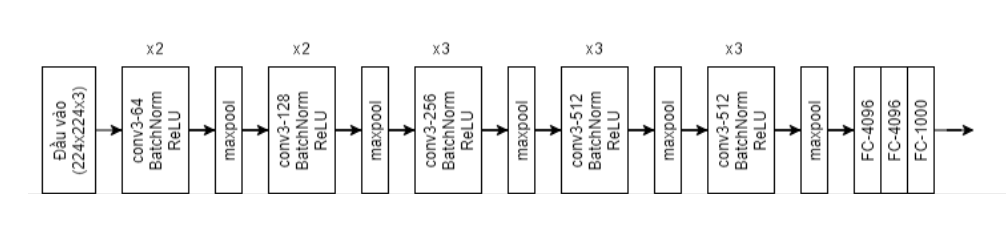 x2
x2
x3
x3
x3
Đầu vào
(224x224x3)
conv3-64
BatchNorm
ReLU
maxpool
conv3-128
BatchNorm
ReLU
maxpool
conv3-256
BatchNorm
ReLU
maxpool
conv3-512
BatchNorm
ReLU
maxpool
conv3-512
BatchNorm
ReLU
maxpool
FC-4096
FC-4096
FC-1000